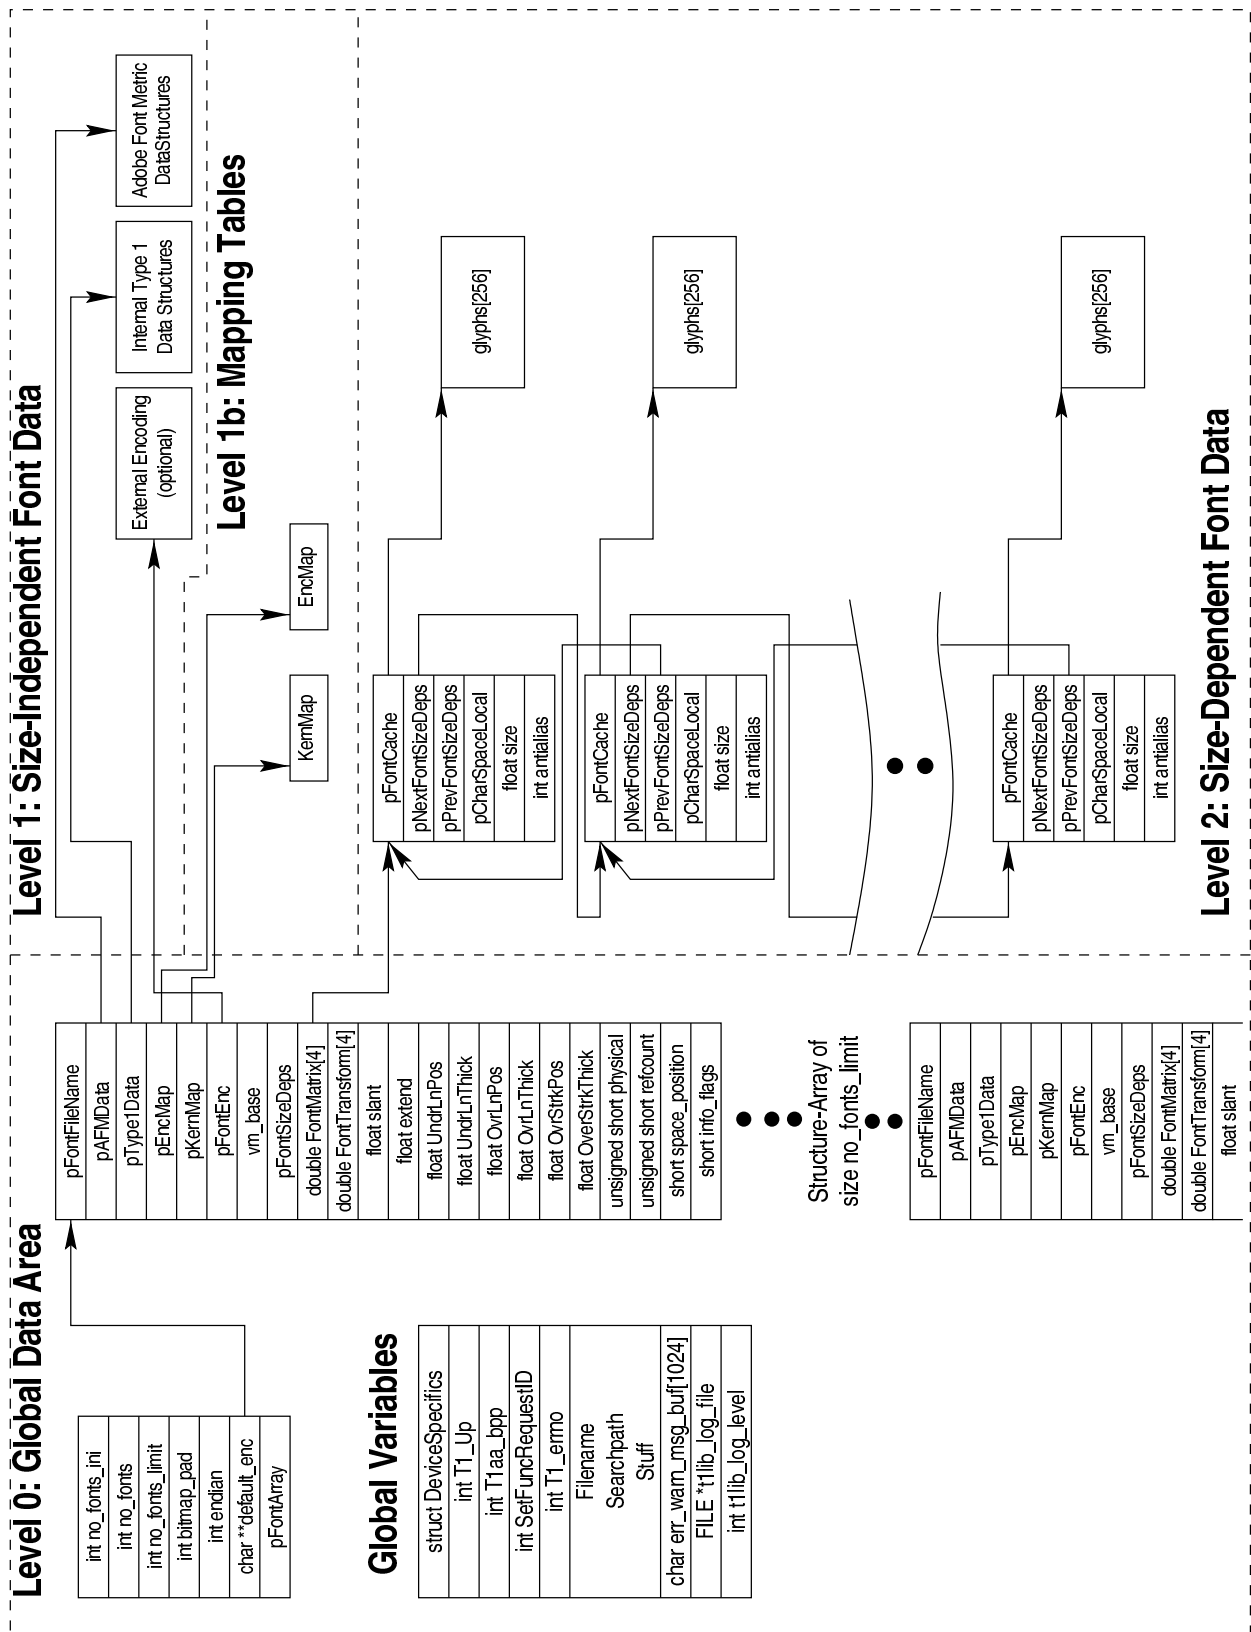 Level 0: Global Data Area
int no_fonts_ini
int no_fonts
int no_fonts_limit
int bitmap_pad
int endian
char **default_enc
pFontArray
Global Variables
struct DeviceSpecifics
int T1_Up
int T1aa_bpp
int SetFuncRequestID
int T1_errno
Filename
Searchpath
Stuff
char err_warn_msg_buf[1024]
FILE *t1lib_log_file
int t1lib_log_level
pFontFileName
pAFMData
pType1Data
pEncMap
pKernMap
pFontEnc
vm_base
pFontSizeDeps
double FontMatrix[4]
double FontTransform[4]
float slant
float extend
float UndrLnPos
float UndrLnThick
float OvrLnPos
float OvrLnThick
float OvrStrkPos
float OverStrkThick
unsigned short physical
unsigned short refcount
short space_position
short info_flags
Structure-Array of
size no_fonts_limit
pFontFileName
pAFMData
pType1Data
pEncMap
pKernMap
pFontEnc
vm_base
pFontSizeDeps
double FontMatrix[4]
double FontTransform[4]
float slant
Level 1: Size-Independent Font Data
External Encoding
(optional)
Internal Type 1
Data Structures
Adobe Font Metric
DataStructures
Level 1b: Mapping Tables
KernMap
EncMap
pFontCache
pNextFontSizeDeps
pPrevFontSizeDeps
pCharSpaceLocal
float size
int antialias
glyphs[256]
pFontCache
pNextFontSizeDeps
pPrevFontSizeDeps
pCharSpaceLocal
float size
int antialias
glyphs[256]
pFontCache
pNextFontSizeDeps
pPrevFontSizeDeps
pCharSpaceLocal
float size
int antialias
glyphs[256]
Level 2: Size-Dependent Font Data